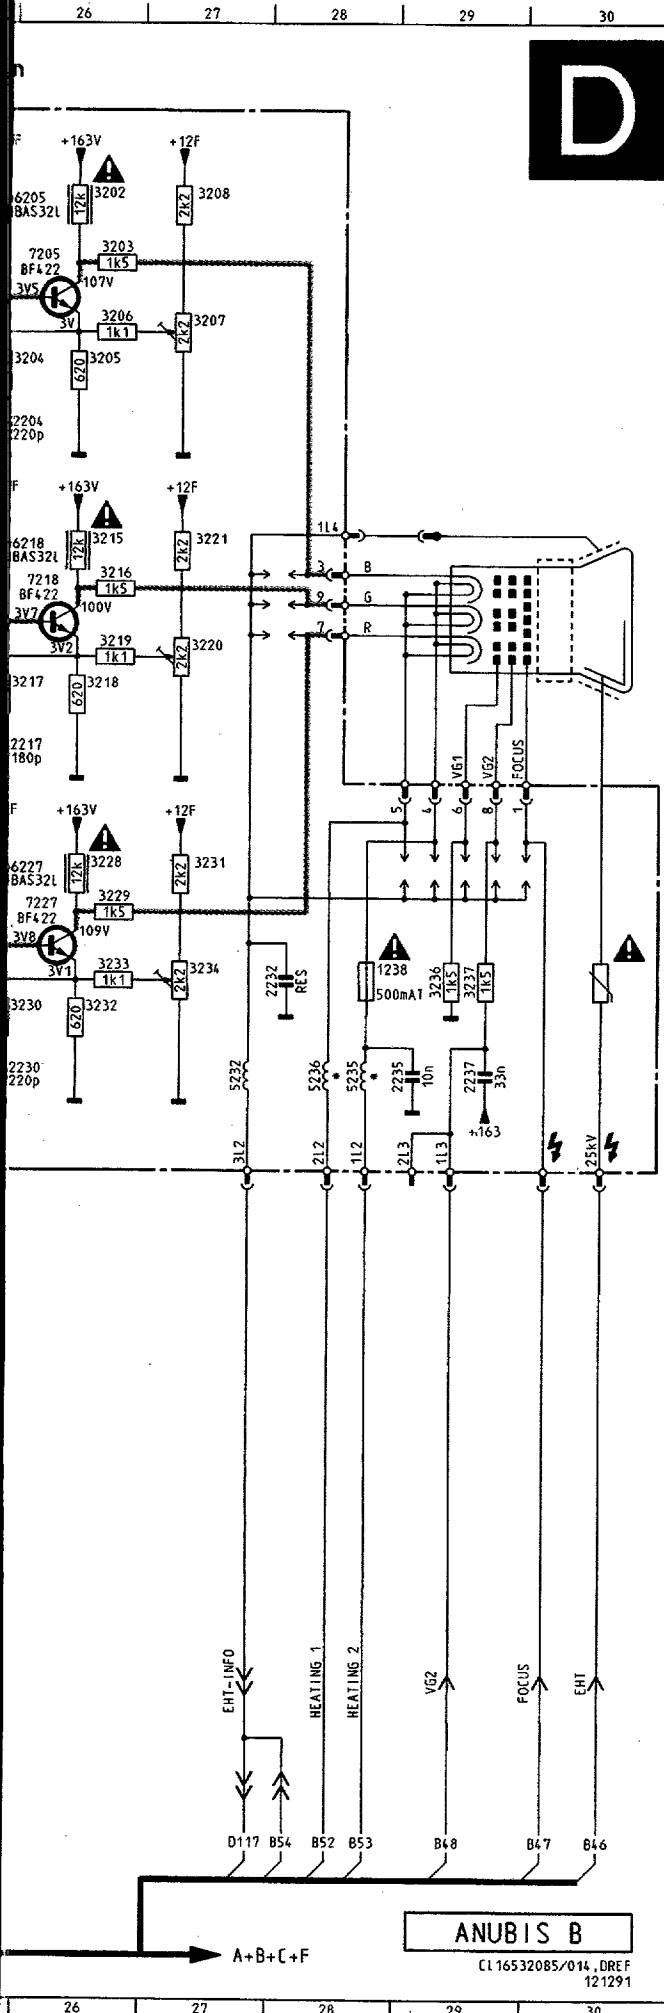 26 27 28 29 30
D
+163V +12F
6205
BAS32L
3202
12k
3208
2k2
7205
BF422
3203
1k5
107V
3V5
3V
3206
1k1
3207
2k2
3204
620
3205
2204
220p
+163V +12F
6218
BAS32L
3215
12k
3221
2k2
7218
BF422
3216
1k5
100V
3V7
3V2
3219
1k1
3220
2k2
3217
620
3218
2217
180p
1L4
3 B
9 G
7 R
VG1
VG2
FOCUS
5 4 6 8 1
+163V +12F
6227
BAS32L
3228
12k
3231
2k2
7227
BF422
3229
1k5
109V
3V8
3V1
3233
1k1
3234
2k2
3230
620
3232
2230
220p
2232
RES
1238
500mAT
3236
1k5
3237
1k5
5232
5236 *
5235 *
2235
10n
2237
33n
+163
3L2
2L2
1L2
2L3
1L3
25kV
EHT-INFO
HEATING 1
HEATING 2
VG2
FOCUS
EHT
D117 B54 B52 B53 B48 B47 B46
ANUBIS B
A+B+C+F
CL16532085/014.DREF
121291
26 27 28 29 30